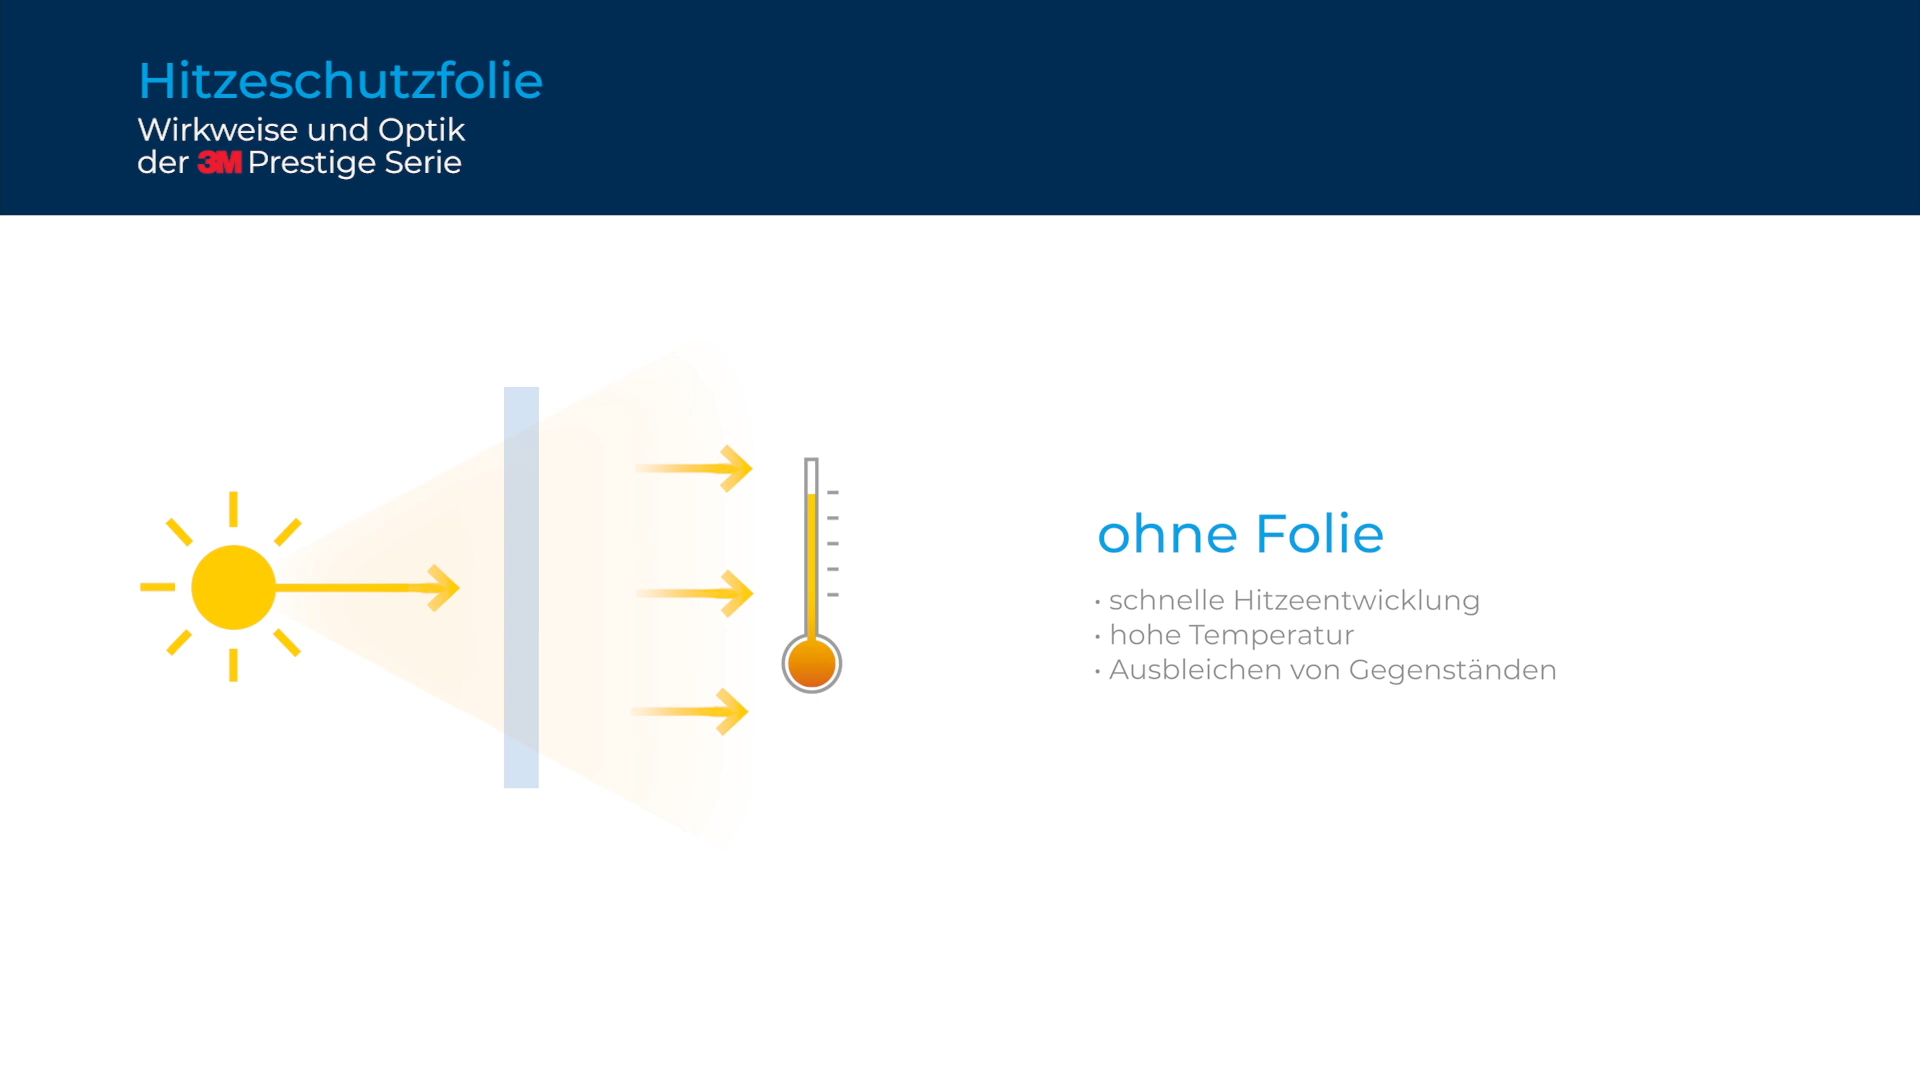 Hitzeschutzfolie
Wirkweise und Optik
der 3M Prestige Serie
ohne Folie
· schnelle Hitzeentwicklung
· hohe Temperatur
· Ausbleichen von Gegenständen